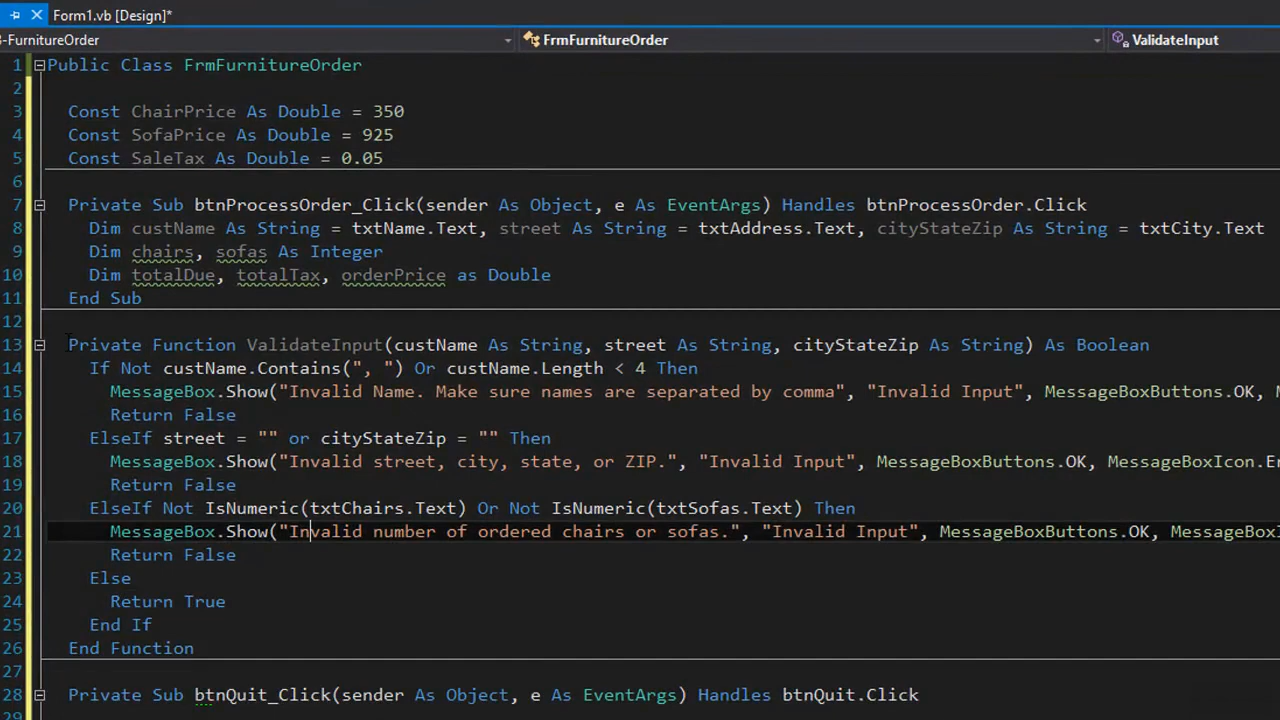 Form1.vb [Design]*
-FurnitureOrder FrmFurnitureOrder ValidateInput
1 Public Class FrmFurnitureOrder
2
3 Const ChairPrice As Double = 350
4 Const SofaPrice As Double = 925
5 Const SaleTax As Double = 0.05
6
7 Private Sub btnProcessOrder_Click(sender As Object, e As EventArgs) Handles btnProcessOrder.Click
8 Dim custName As String = txtName.Text, street As String = txtAddress.Text, cityStateZip As String = txtCity.Text
9 Dim chairs, sofas As Integer
10 Dim totalDue, totalTax, orderPrice as Double
11 End Sub
12
13 Private Function ValidateInput(custName As String, street As String, cityStateZip As String) As Boolean
14 If Not custName.Contains(", ") Or custName.Length < 4 Then
15 MessageBox.Show("Invalid Name. Make sure names are separated by comma", "Invalid Input", MessageBoxButtons.OK, M
16 Return False
17 ElseIf street = "" or cityStateZip = "" Then
18 MessageBox.Show("Invalid street, city, state, or ZIP.", "Invalid Input", MessageBoxButtons.OK, MessageBoxIcon.Er
19 Return False
20 ElseIf Not IsNumeric(txtChairs.Text) Or Not IsNumeric(txtSofas.Text) Then
21 MessageBox.Show("Invalid number of ordered chairs or sofas.", "Invalid Input", MessageBoxButtons.OK, MessageBox
22 Return False
23 Else
24 Return True
25 End If
26 End Function
27
28 Private Sub btnQuit_Click(sender As Object, e As EventArgs) Handles btnQuit.Click
29